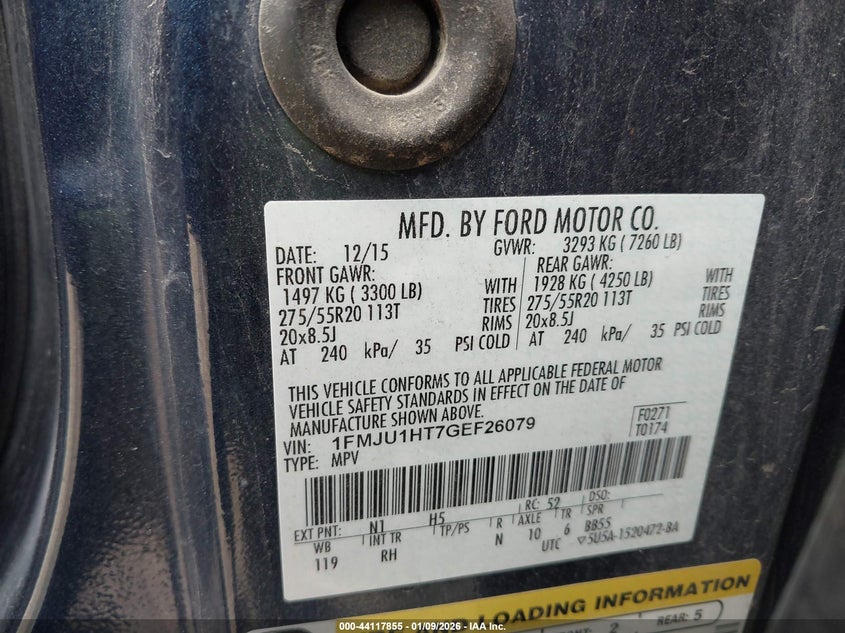 MFD. BY FORD MOTOR CO.
DATE: 12/15 GVWR: 3293 KG ( 7260 LB)
FRONT GAWR: REAR GAWR:
1497 KG ( 3300 LB) WITH 1928 KG ( 4250 LB) WITH
275/55R20 113T TIRES 275/55R20 113T TIRES
20x8.5J RIMS 20x8.5J RIMS
AT 240 kPa/ 35 PSI COLD AT 240 kPa/ 35 PSI COLD
THIS VEHICLE CONFORMS TO ALL APPLICABLE FEDERAL MOTOR
VEHICLE SAFETY STANDARDS IN EFFECT ON THE DATE OF
MANUFACTURE SHOWN ABOVE.
VIN: 1FMJU1HT7GEF26079 F0271
TYPE: MPV T0174
EXT PNT: N1 H5 RC: 52 DSO:
WB INT TR TP/PS R AXLE TR SPR
119 RH N 10 6 BB55
UTC ▽5U5A-1520472-BA
LOADING INFORMATION
2 REAR: 5
000-44117855 | 01/09/2026 - IAA Inc.